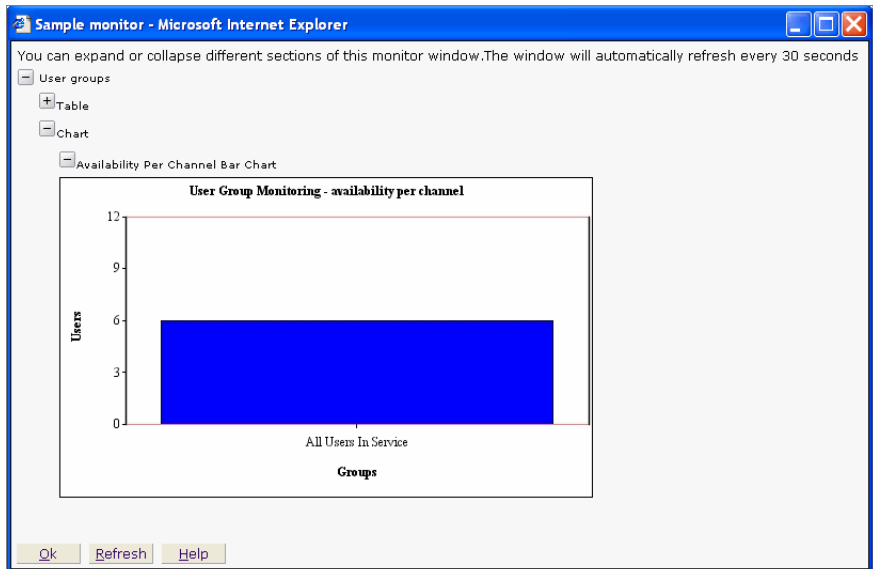 Sample monitor - Microsoft Internet Explorer
You can expand or collapse different sections of this monitor window.The window will automatically refresh every 30 seconds
User groups
Table
Chart
Availability Per Channel Bar Chart
User Group Monitoring - availability per channel
12
9
6
3
0
Users
All Users In Service
Groups
Ok Refresh Help